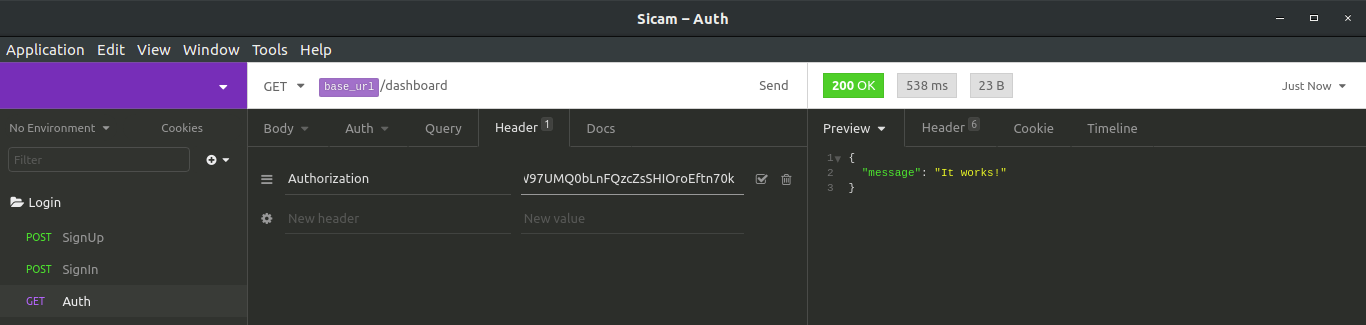 Sicam – Auth
Application Edit View Window Tools Help
GET base_url/dashboard Send 200 OK 538 ms 23 B Just Now
No Environment Cookies
Body Auth Query Header 1 Docs
Preview Header 6 Cookie Timeline
Filter
Authorization W97UMQ0bLnFQzcZsSHIOroEftn70k
New header New value
1 {
2 "message": "It works!"
3 }
Login
POST SignUp
POST SignIn
GET Auth